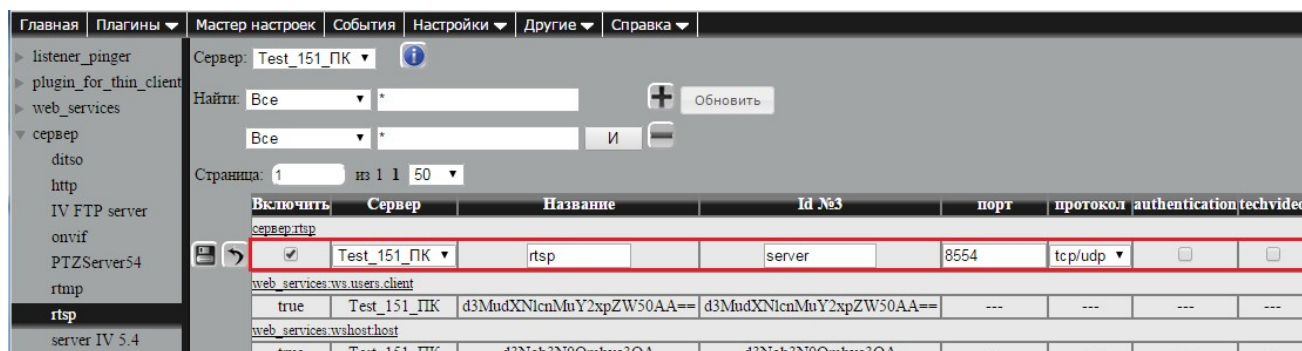 Главная Плагины Мастер настроек События Настройки Другие Справка
listener_pinger
plugin_for_thin_client
web_services
сервер
ditso
http
IV FTP server
onvif
PTZServer54
rtmp
rtsp
server IV 5.4
Сервер: Test_151_ПК
Найти: Все * Обновить
Все * И
Страница: 1 из 1 1 50
Включить Сервер Название Id №3 порт протокол authentication techvideo
сервер:rtsp
Test_151_ПК rtsp server 8554 tcp/udp
web_services:ws.users.client
true Test_151_ПК d3MudXNlcnMuY2xpZW50AA== d3MudXNlcnMuY2xpZW50AA== --- --- --- ---
web_services:wshost:host